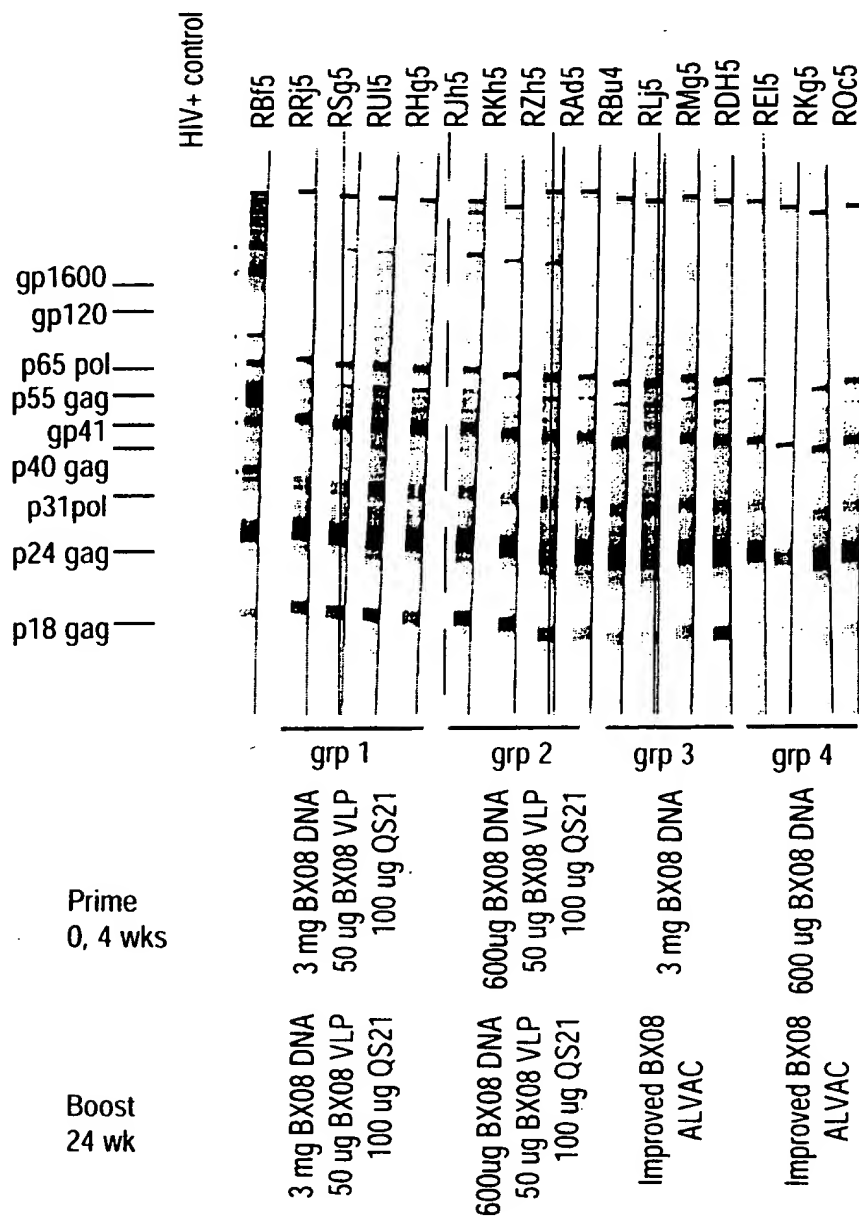 HIV+ control
RBf5
RRj5
RSg5
RUl5
RHg5
RJh5
RKh5
RZh5
RAd5
RBu4
RLj5
RMg5
RDH5
REl5
RKg5
ROc5
gp1600
gp120
p65 pol
p55 gag
gp41
p40 gag
p31pol
p24 gag
p18 gag
grp 1
grp 2
grp 3
grp 4
Prime
0, 4 wks
3 mg BX08 DNA
50 ug BX08 VLP
100 ug QS21
600ug BX08 DNA
50 ug BX08 VLP
100 ug QS21
3 mg BX08 DNA
600 ug BX08 DNA
Boost
24 wk
3 mg BX08 DNA
50 ug BX08 VLP
100 ug QS21
600ug BX08 DNA
50 ug BX08 VLP
100 ug QS21
Improved BX08
ALVAC
Improved BX08
ALVAC